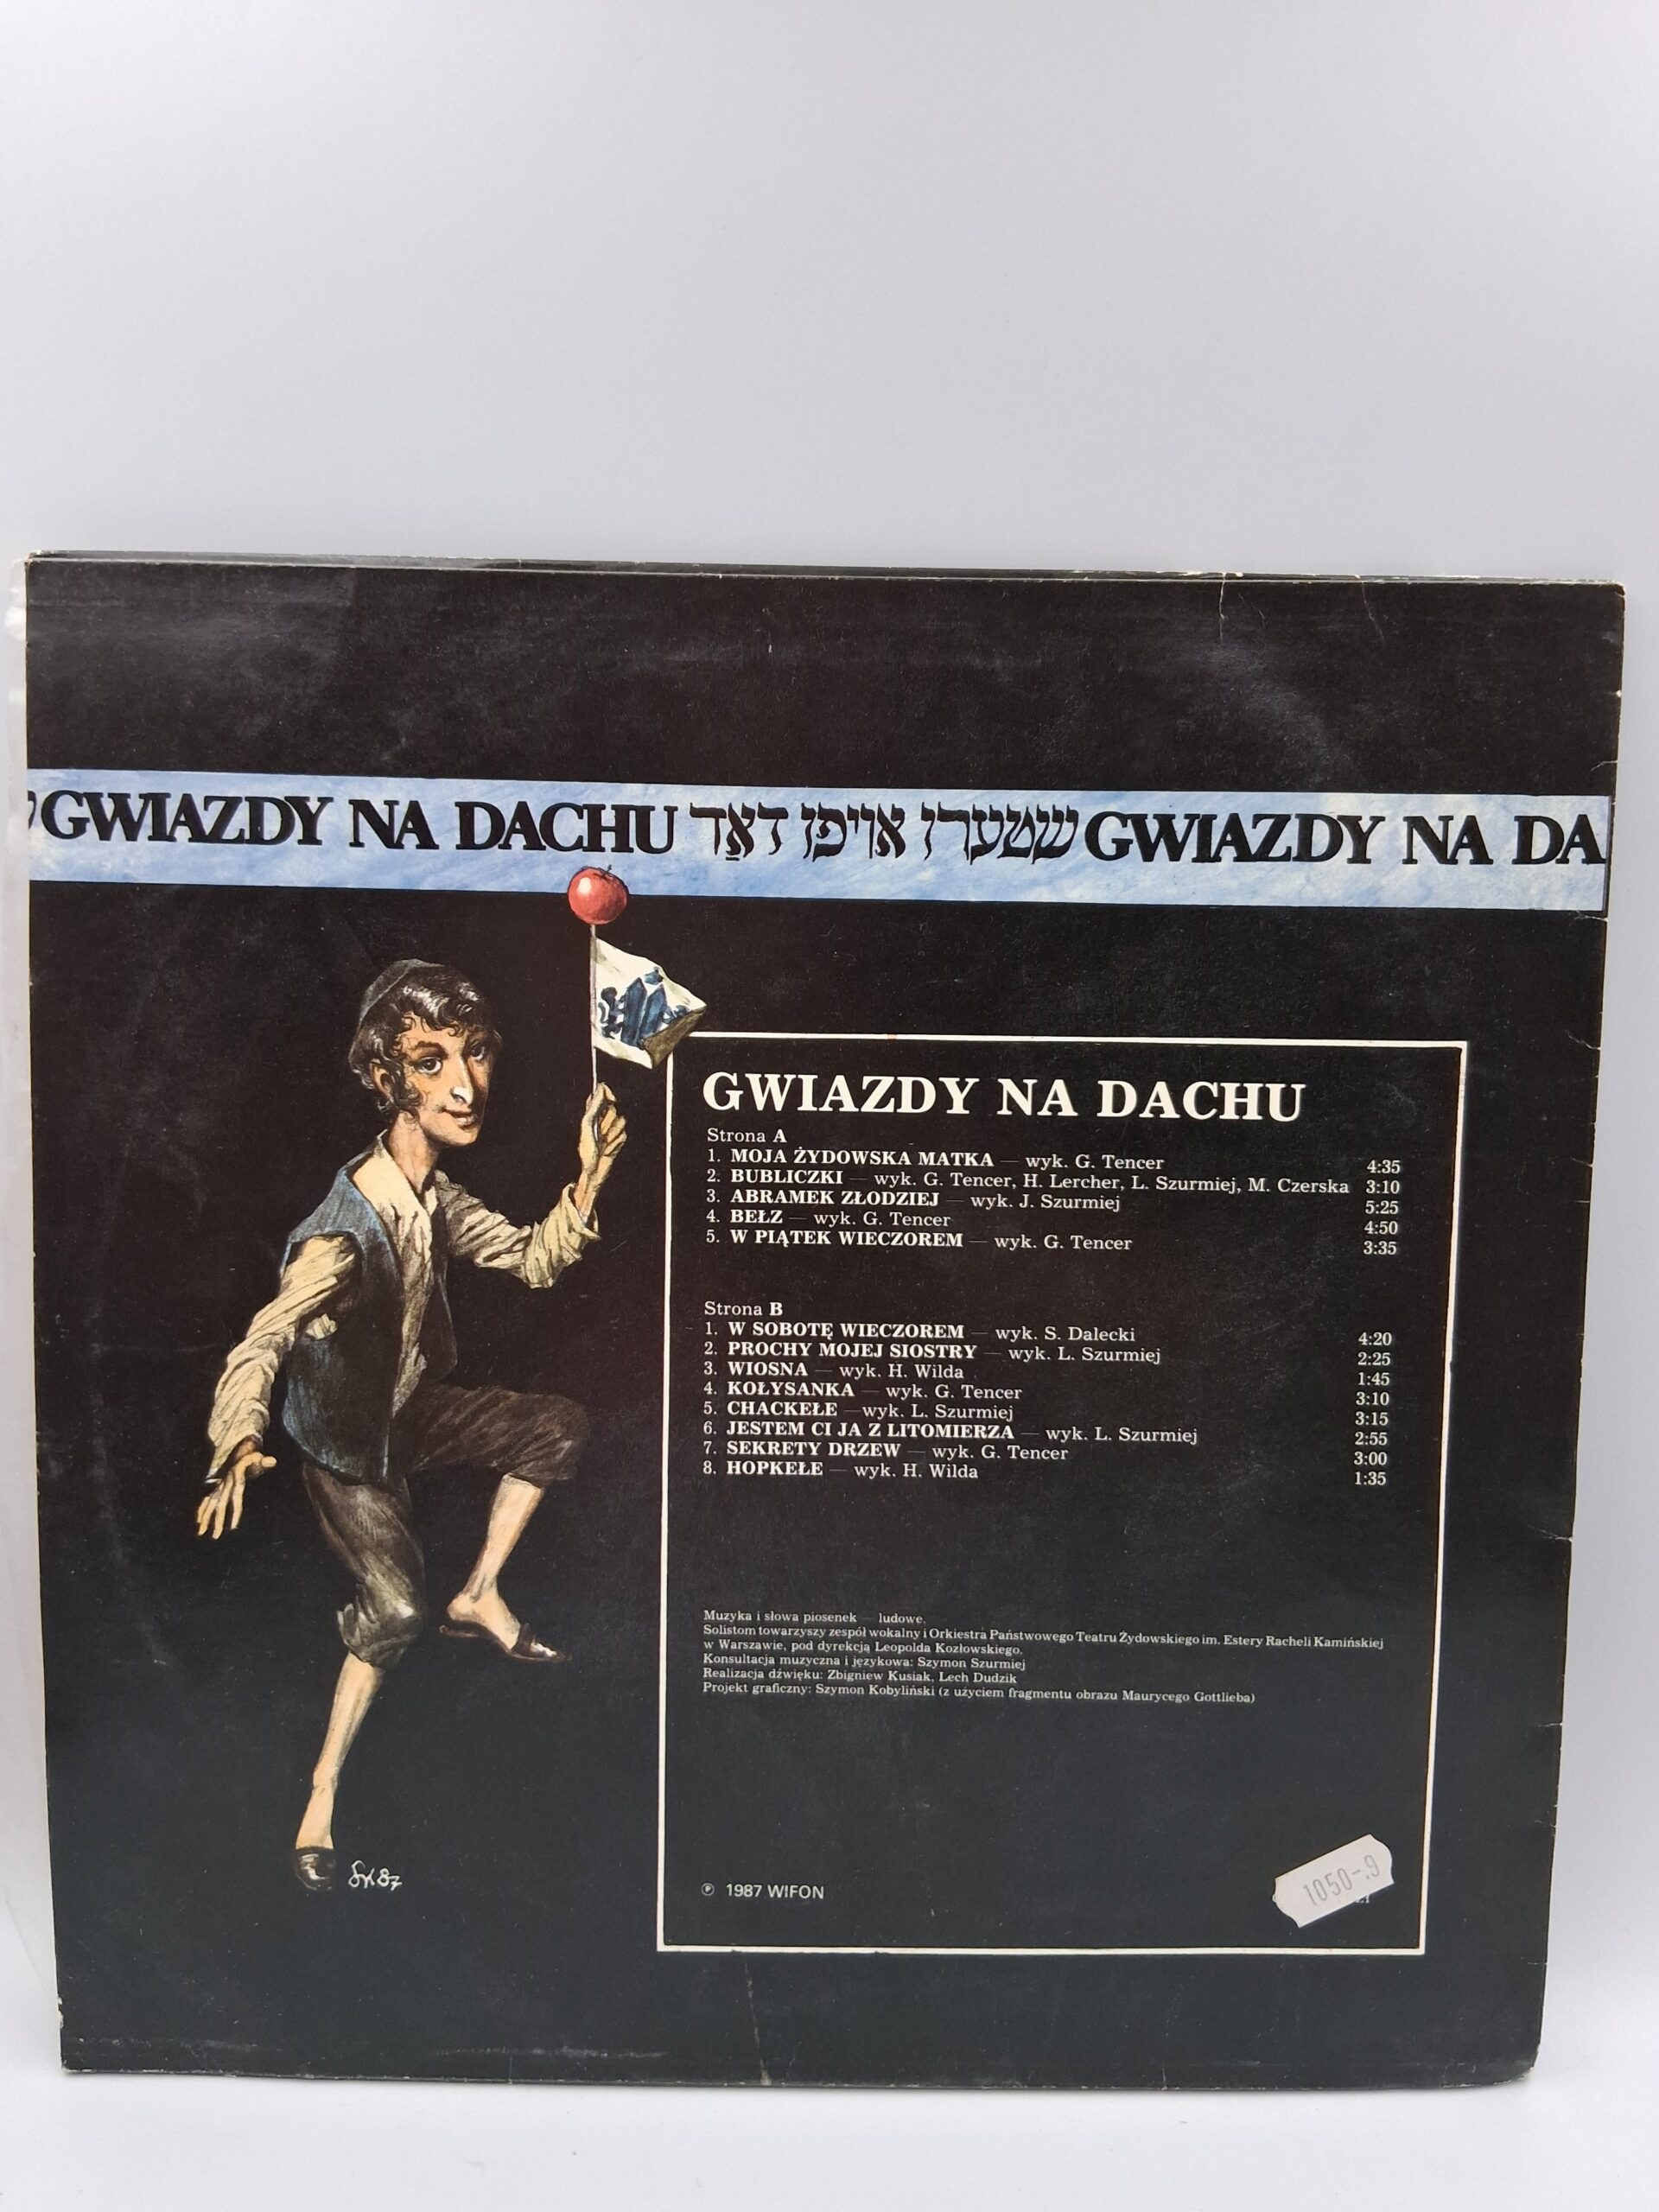 GWIAZDY NA DACHU שטערן אויפן דאַך GWIAZDY NA DA
GWIAZDY NA DACHU
Strona A
1. MOJA ŻYDOWSKA MATKA — wyk. G. Tencer 4:35
2. BUBLICZKI — wyk. G. Tencer, H. Lercher, L. Szurmiej, M. Czerska 3:10
3. ABRAMEK ZŁODZIEJ — wyk. J. Szurmiej 5:25
4. BEŁZ — wyk. G. Tencer 4:50
5. W PIĄTEK WIECZOREM — wyk. G. Tencer 3:35
Strona B
1. W SOBOTĘ WIECZOREM — wyk. S. Dalecki 4:20
2. PROCHY MOJEJ SIOSTRY — wyk. L. Szurmiej 2:25
3. WIOSNA — wyk. H. Wilda 1:45
4. KOŁYSANKA — wyk. G. Tencer 3:10
5. CHACKEŁE — wyk. L. Szurmiej 3:15
6. JESTEM CI JA Z LITOMIERZA — wyk. L. Szurmiej 2:55
7. SEKRETY DRZEW — wyk. G. Tencer 3:00
8. HOPKEŁE — wyk. H. Wilda 1:35
Muzyka i słowa piosenek — ludowe.
Solistom towarzyszy zespół wokalny i Orkiestra Państwowego Teatru Żydowskiego im. Estery Racheli Kamińskiej
w Warszawie, pod dyrekcją Leopolda Kozłowskiego.
Konsultacja muzyczna i językowa: Szymon Szurmiej
Realizacja dźwięku: Zbigniew Kusiak, Lech Dudzik
Projekt graficzny: Szymon Kobyliński (z użyciem fragmentu obrazu Maurycego Gottlieba)
℗ 1987 WIFON
1050-.9